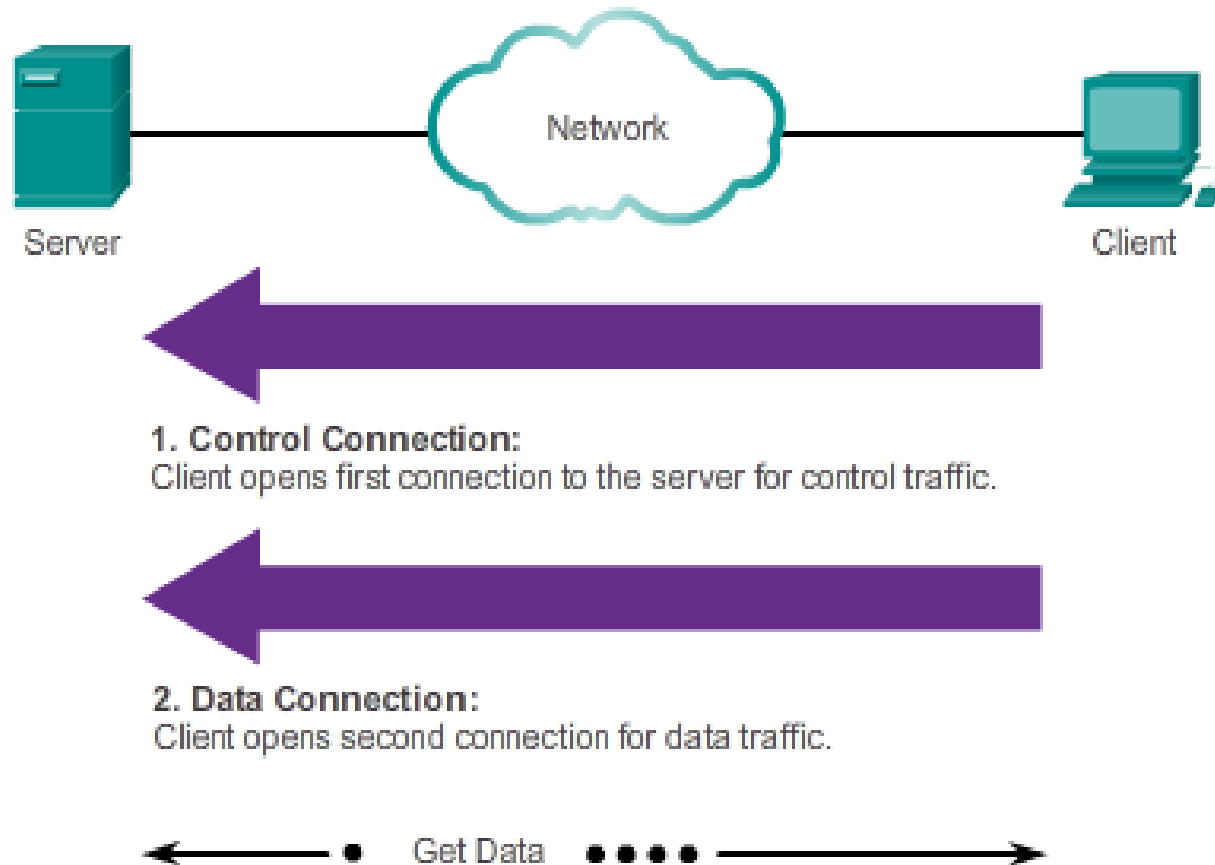 Network
Server
Client
1. Control Connection:
Client opens first connection to the server for control traffic.
2. Data Connection:
Client opens second connection for data traffic.
Get Data